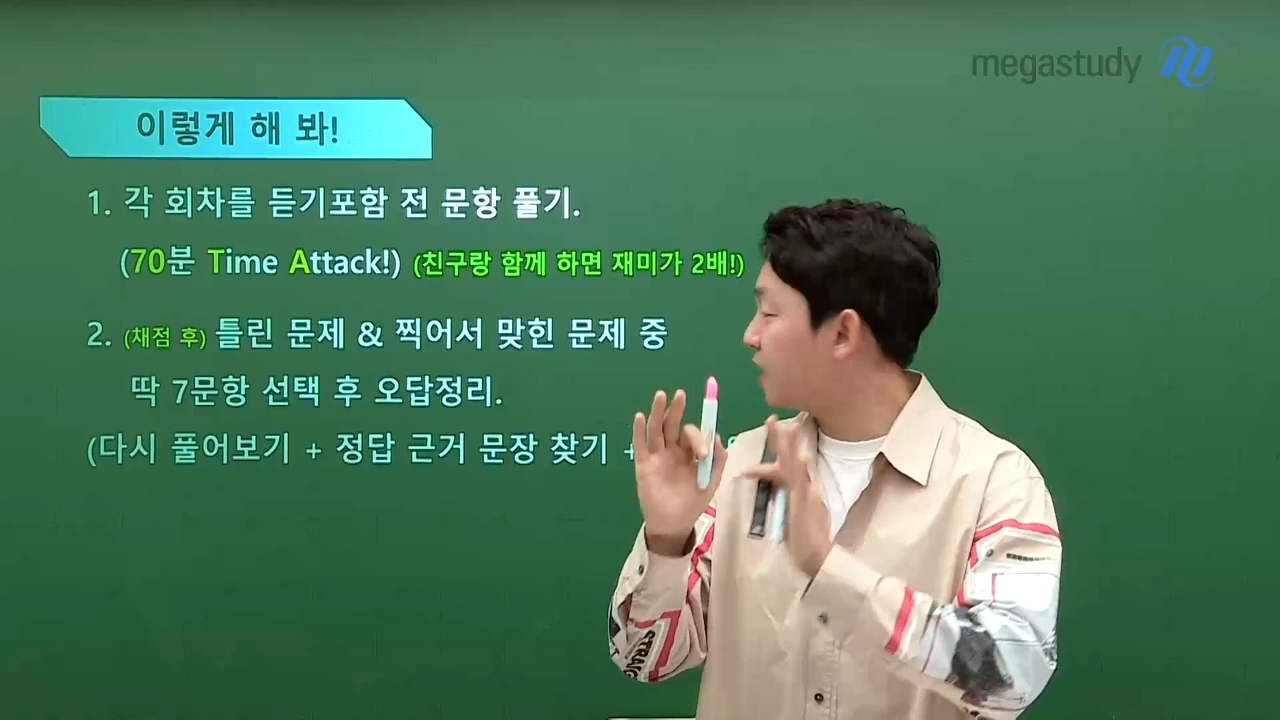 megastudy
이렇게 해 봐!
1. 각 회차를 듣기포함 전 문항 풀기.
(70분 Time Attack!) (친구랑 함께 하면 재미가 2배!)
2. (채점 후) 틀린 문제 & 찍어서 맞힌 문제 중
딱 7문항 선택 후 오답정리.
(다시 풀어보기 + 정답 근거 문장 찾기 +